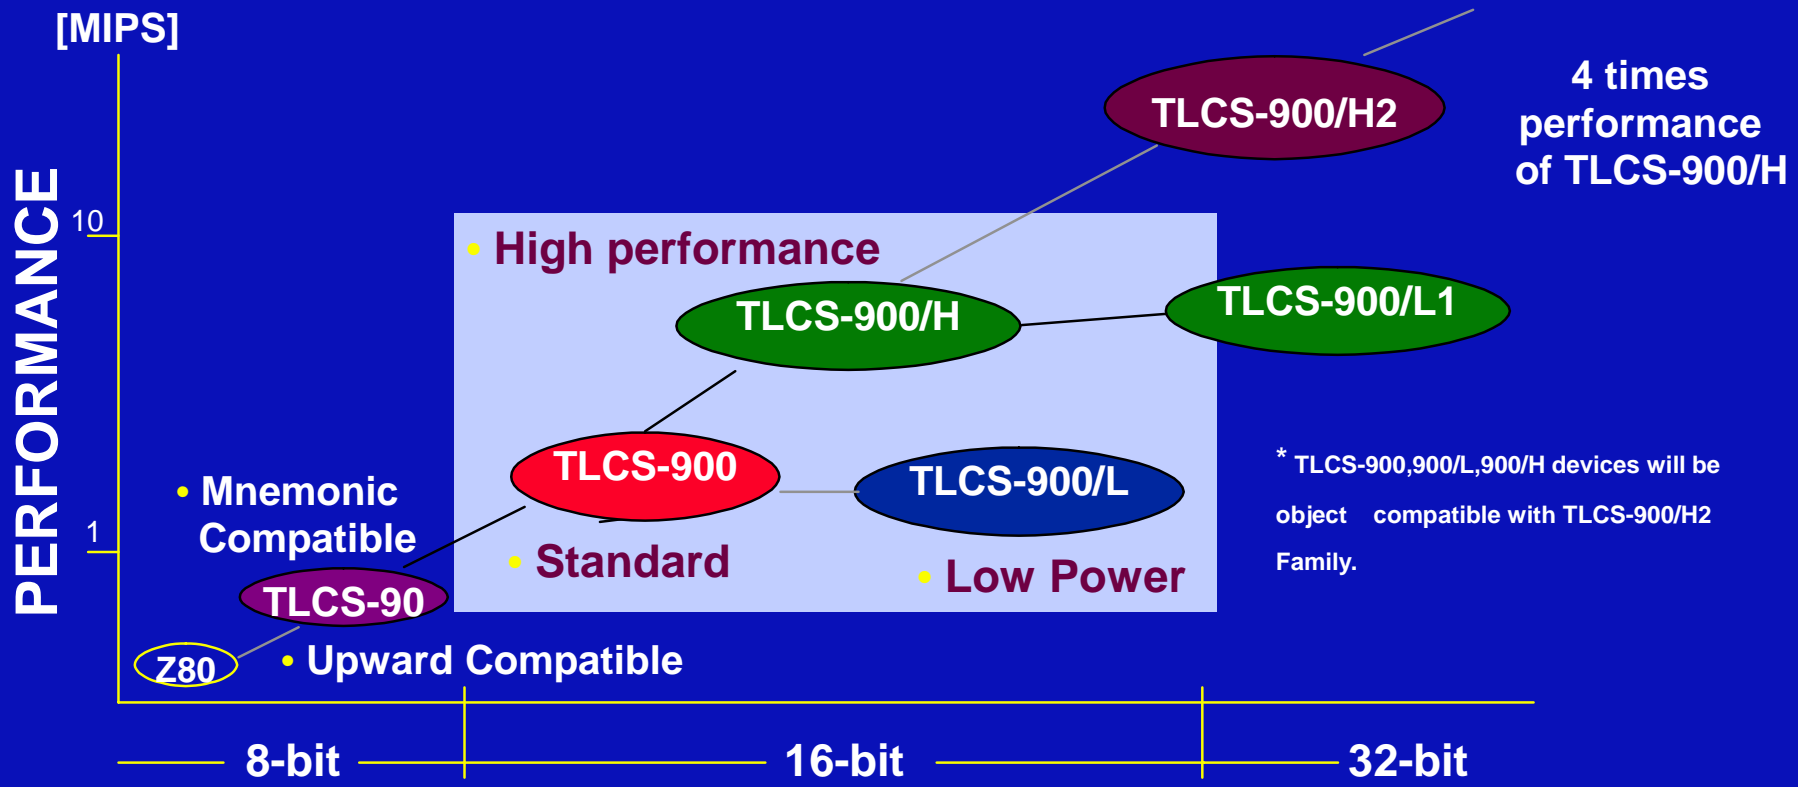 [MIPS]
PERFORMANCE
10
1
TLCS-900/H2
4 times
performance
of TLCS-900/H
• High performance
TLCS-900/H
TLCS-900/L1
TLCS-900
TLCS-900/L
• Mnemonic
Compatible
• Standard
• Low Power
* TLCS-900,900/L,900/H devices will be
object compatible with TLCS-900/H2
Family.
TLCS-90
Z80
• Upward Compatible
8-bit
16-bit
32-bit